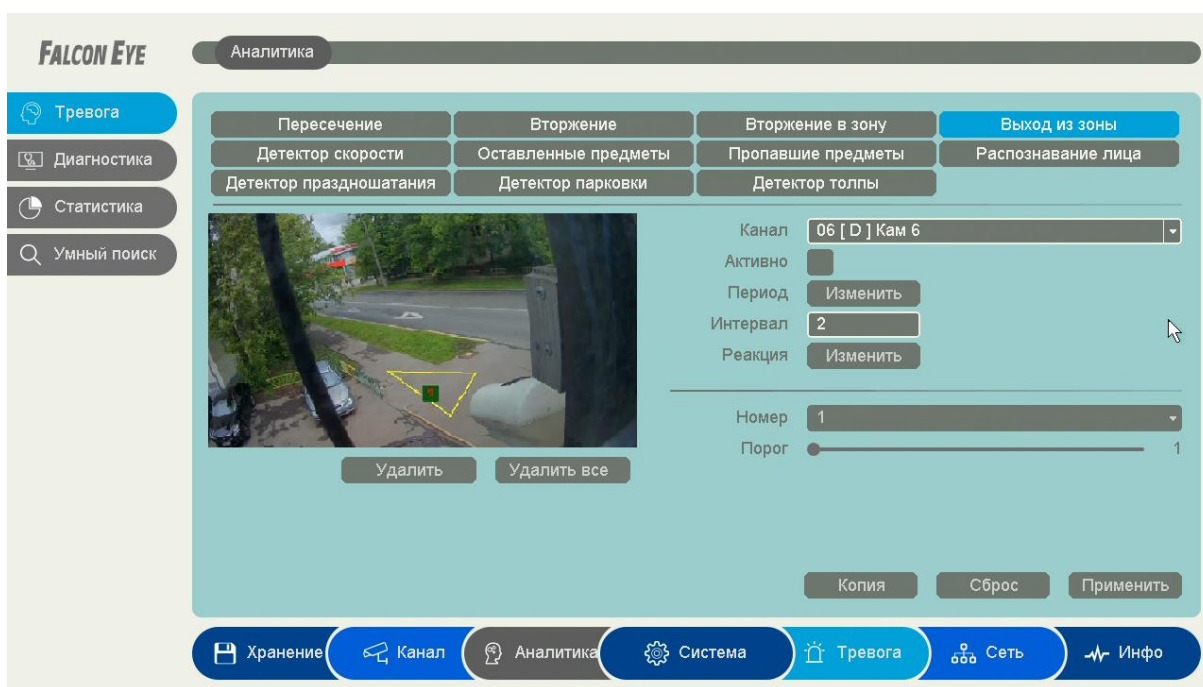 FALCON EYE
Аналитика
Тревога
Диагностика
Статистика
Умный поиск
Пересечение
Вторжение
Вторжение в зону
Выход из зоны
Детектор скорости
Оставленные предметы
Пропавшие предметы
Распознавание лица
Детектор праздношатания
Детектор парковки
Детектор толпы
Канал
06 [ D ] Кам 6
Активно
Период
Изменить
Интервал
2
Реакция
Изменить
Номер
1
Порог
1
1
Удалить
Удалить все
Копия
Сброс
Применить
Хранение
Канал
Аналитика
Система
Тревога
Сеть
Инфо